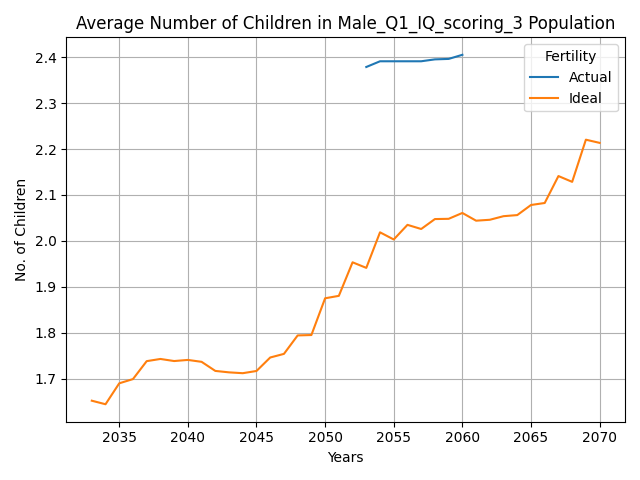 Average Number of Children in Male_Q1_IQ_scoring_3 Population
Fertility
Actual
Ideal
No. of Children
2.4
2.3
2.2
2.1
2.0
1.9
1.8
1.7
2035 2040 2045 2050 2055 2060 2065 2070
Years